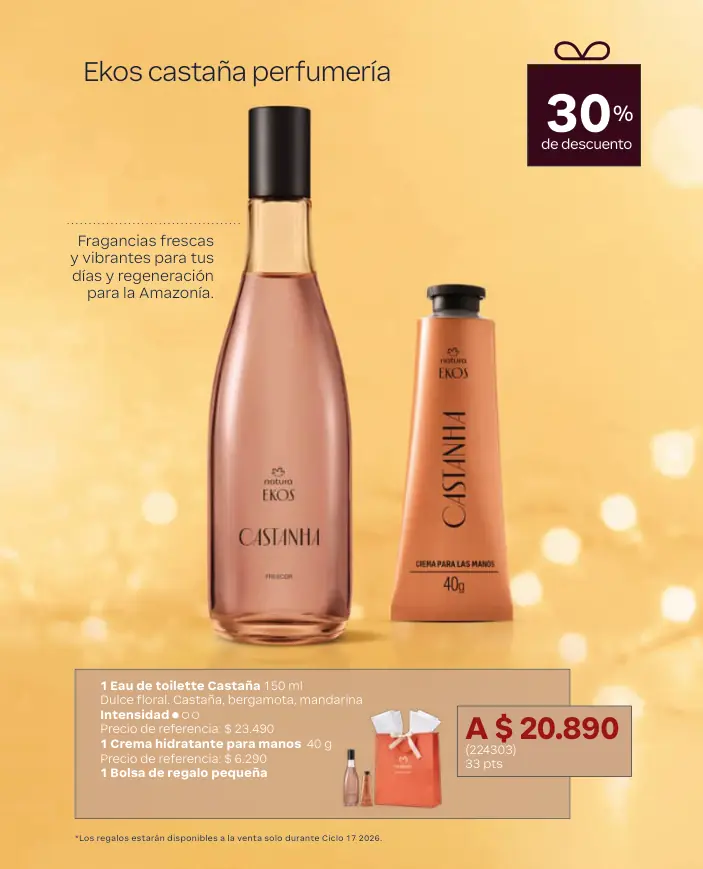 Ekos castaña perfumería
30%
de descuento
Fragancias frescas
y vibrantes para tus
días y regeneración
para la Amazonía.
natura
EKOS
CASTANHA
FRESCOR
natura
EKOS
CASTANHA
CREMA PARA LAS MANOS
40g
1 Eau de toilette Castaña 150 ml
Dulce floral. Castaña, bergamota, mandarina
Intensidad ●○○
Precio de referencia: $ 23.490
1 Crema hidratante para manos 40 g
Precio de referencia: $ 6.290
1 Bolsa de regalo pequeña
natura
A $ 20.890
(224303)
33 pts
*Los regalos estarán disponibles a la venta solo durante Ciclo 17 2026.